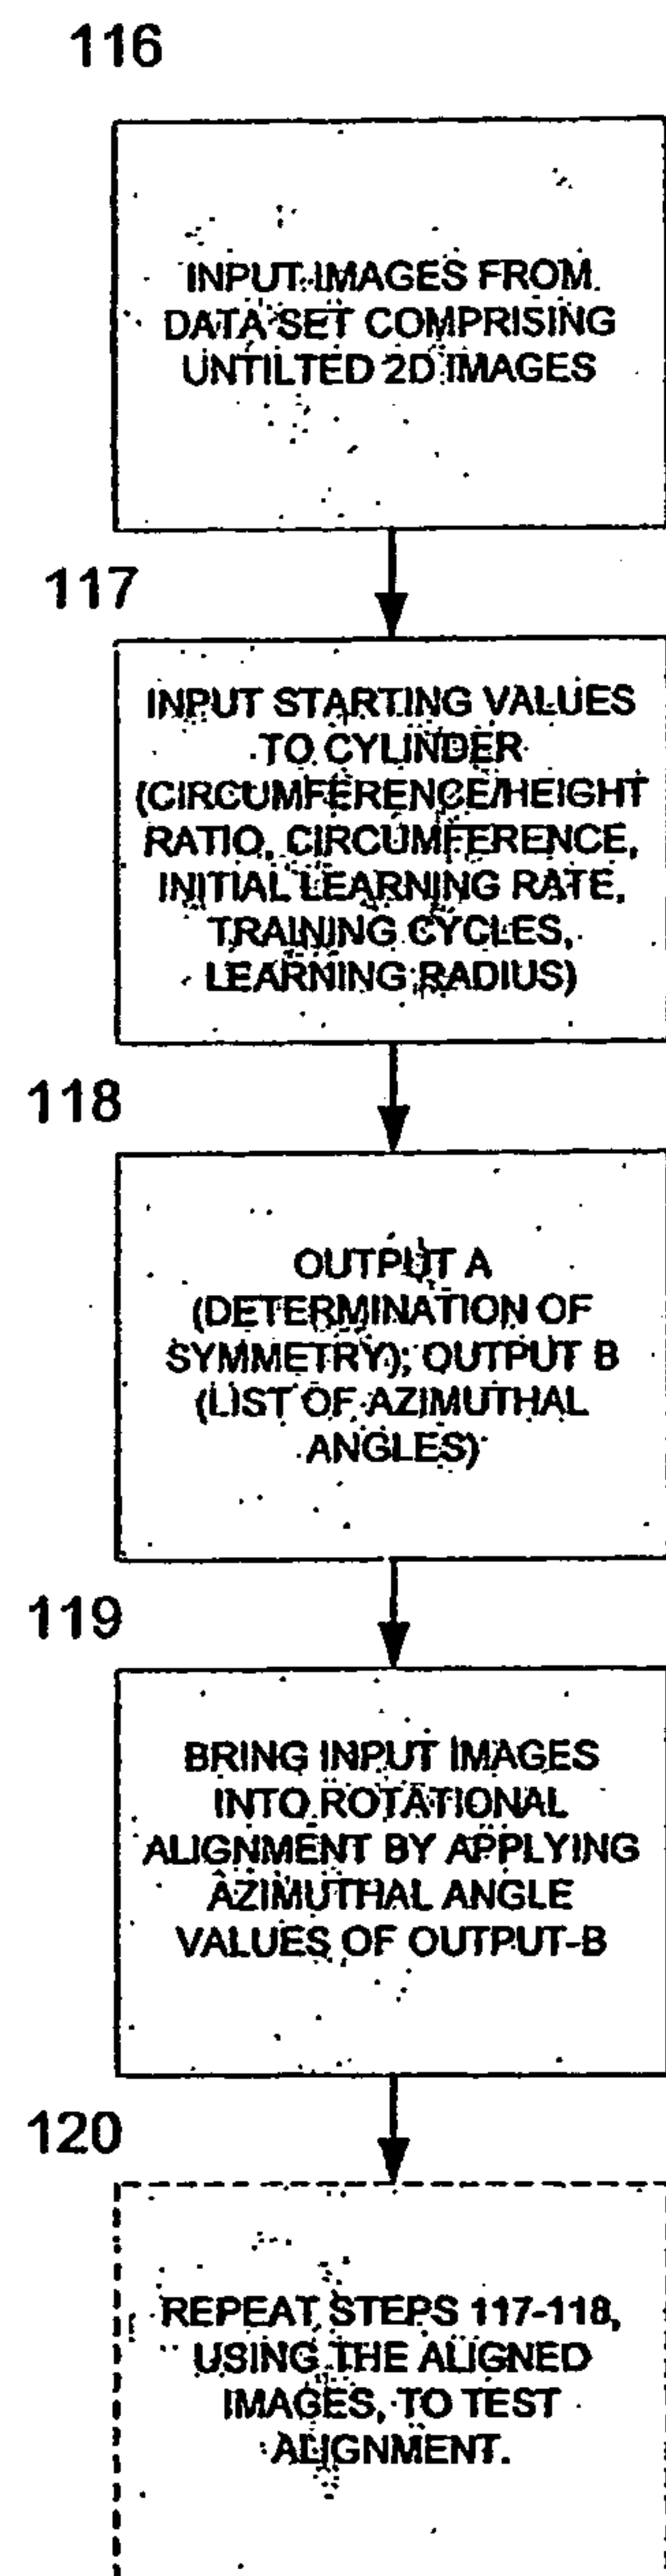 116
INPUT IMAGES FROM
DATA SET COMPRISING
UNTILTED 2D IMAGES
117
INPUT STARTING VALUES
TO CYLINDER
(CIRCUMFERENCE/HEIGHT
RATIO, CIRCUMFERENCE,
INITIAL LEARNING RATE,
TRAINING CYCLES,
LEARNING RADIUS)
118
OUTPUT A
(DETERMINATION OF
SYMMETRY); OUTPUT B
(LIST OF AZIMUTHAL
ANGLES)
119
BRING INPUT IMAGES
INTO ROTATIONAL
ALIGNMENT BY APPLYING
AZIMUTHAL ANGLE
VALUES OF OUTPUT-B
120
REPEAT STEPS 117-118,
USING THE ALIGNED
IMAGES, TO TEST
ALIGNMENT.